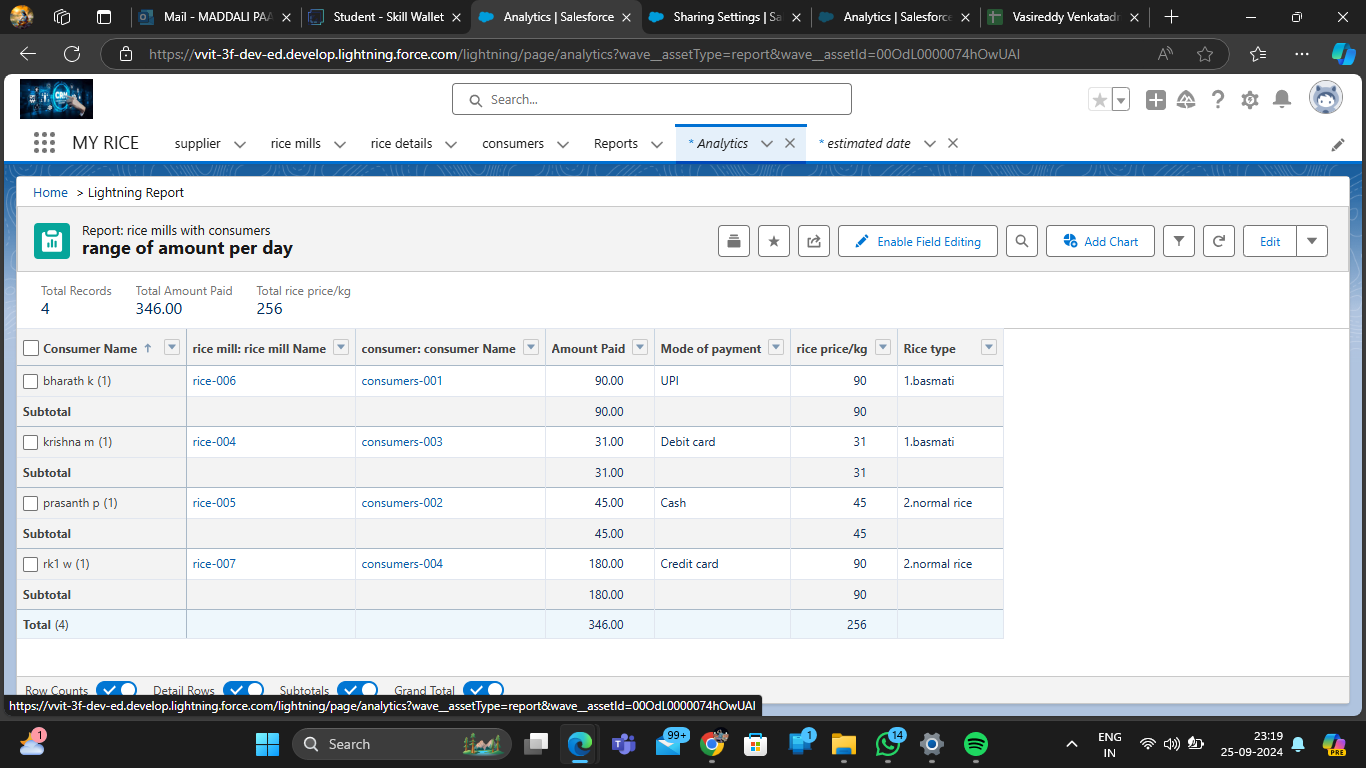 Mail - MADDALI PAA
Student - Skill Wallet
Analytics | Salesforce
Sharing Settings | Sa
Analytics | Salesforce
Vasireddy Venkatadr
https://vvit-3f-dev-ed.develop.lightning.force.com/lightning/page/analytics?wave__assetType=report&wave__assetId=00OdL0000074hOwUAI
CRM
Search...
MY RICE
supplier
rice mills
rice details
consumers
Reports
* Analytics
* estimated date
Home > Lightning Report
Report: rice mills with consumers
range of amount per day
Enable Field Editing
Add Chart
Edit
Total Records Total Amount Paid Total rice price/kg
4 346.00 256
Consumer Name ↑ rice mill: rice mill Name consumer: consumer Name Amount Paid Mode of payment rice price/kg Rice type
bharath k (1) rice-006 consumers-001 90.00 UPI 90 1.basmati
Subtotal 90.00 90
krishna m (1) rice-004 consumers-003 31.00 Debit card 31 1.basmati
Subtotal 31.00 31
prasanth p (1) rice-005 consumers-002 45.00 Cash 45 2.normal rice
Subtotal 45.00 45
rk1 w (1) rice-007 consumers-004 180.00 Credit card 90 2.normal rice
Subtotal 180.00 90
Total (4) 346.00 256
Row Counts Detail Rows Subtotals Grand Total
https://vvit-3f-dev-ed.develop.lightning.force.com/lightning/page/analytics?wave__assetType=report&wave__assetId=00OdL0000074hOwUAI
1
Search
99+
1
14
ENG
IN
23:19
25-09-2024
PRE